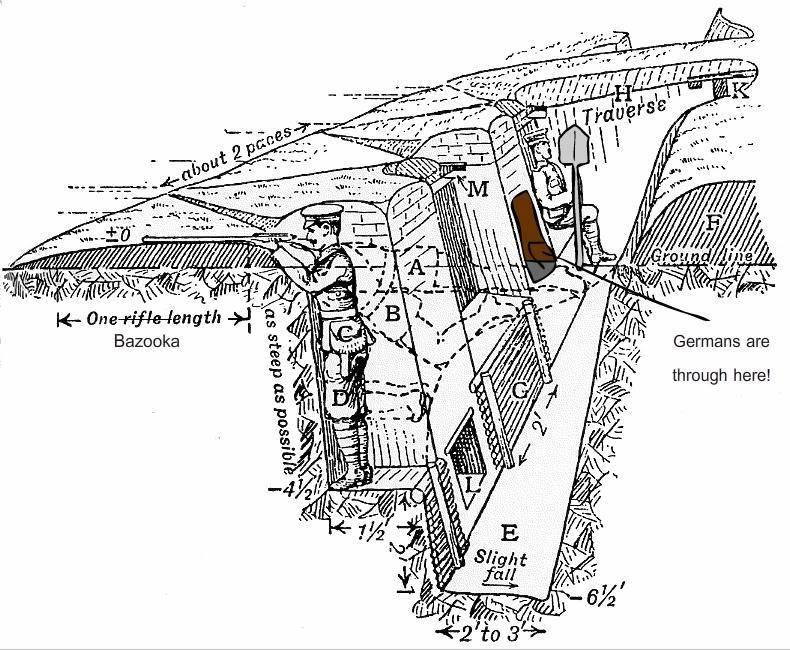 H
K
Traverse
about 2 paces
M
±0
F
Ground line
A
One rifle length
Bazooka
B
Germans are
through here!
as steep as possible
C
D
G
2'
L
-4½
1½
2'
E
Slight
fall
-6½'
2' to 3'